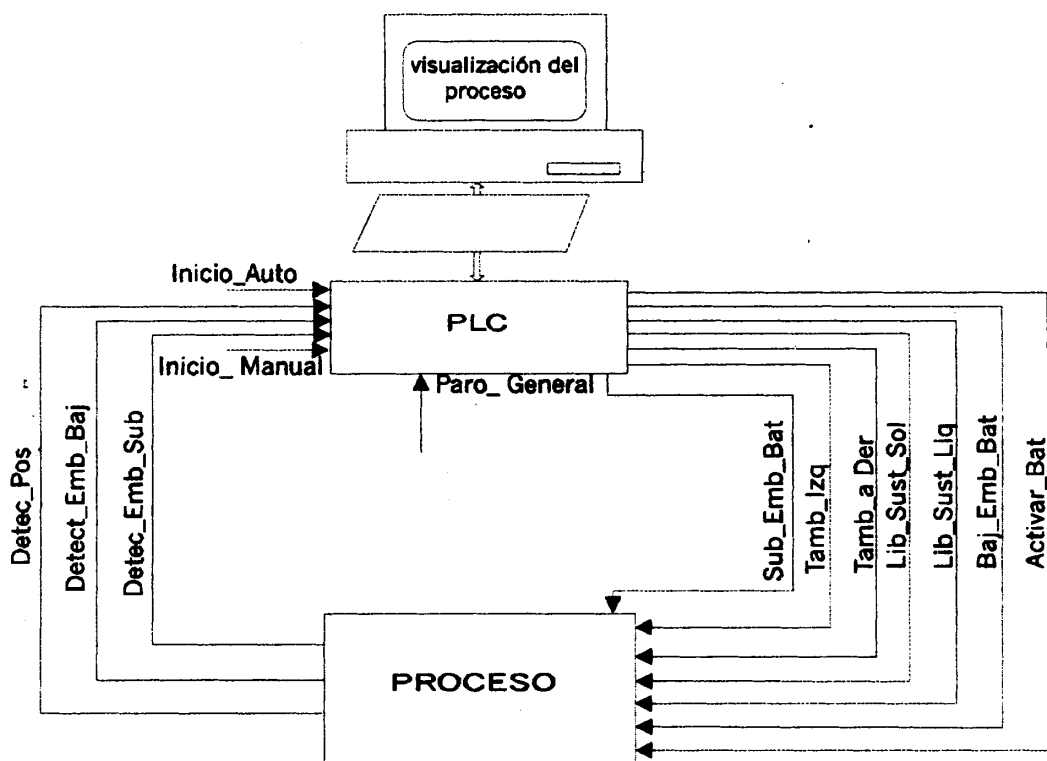 visualización del
proceso
Inicio_Auto
PLC
Inicio_ Manual
Paro_ General
Detec_Pos
Detect_Emb_Baj
Detec_Emb_Sub
Sub_Emb_Bat
Tamb_Izq
Tamb_a Der
Lib_Sust_Sol
Lib_Sust_Liq
Baj_Emb_Bat
Activar_Bat
PROCESO